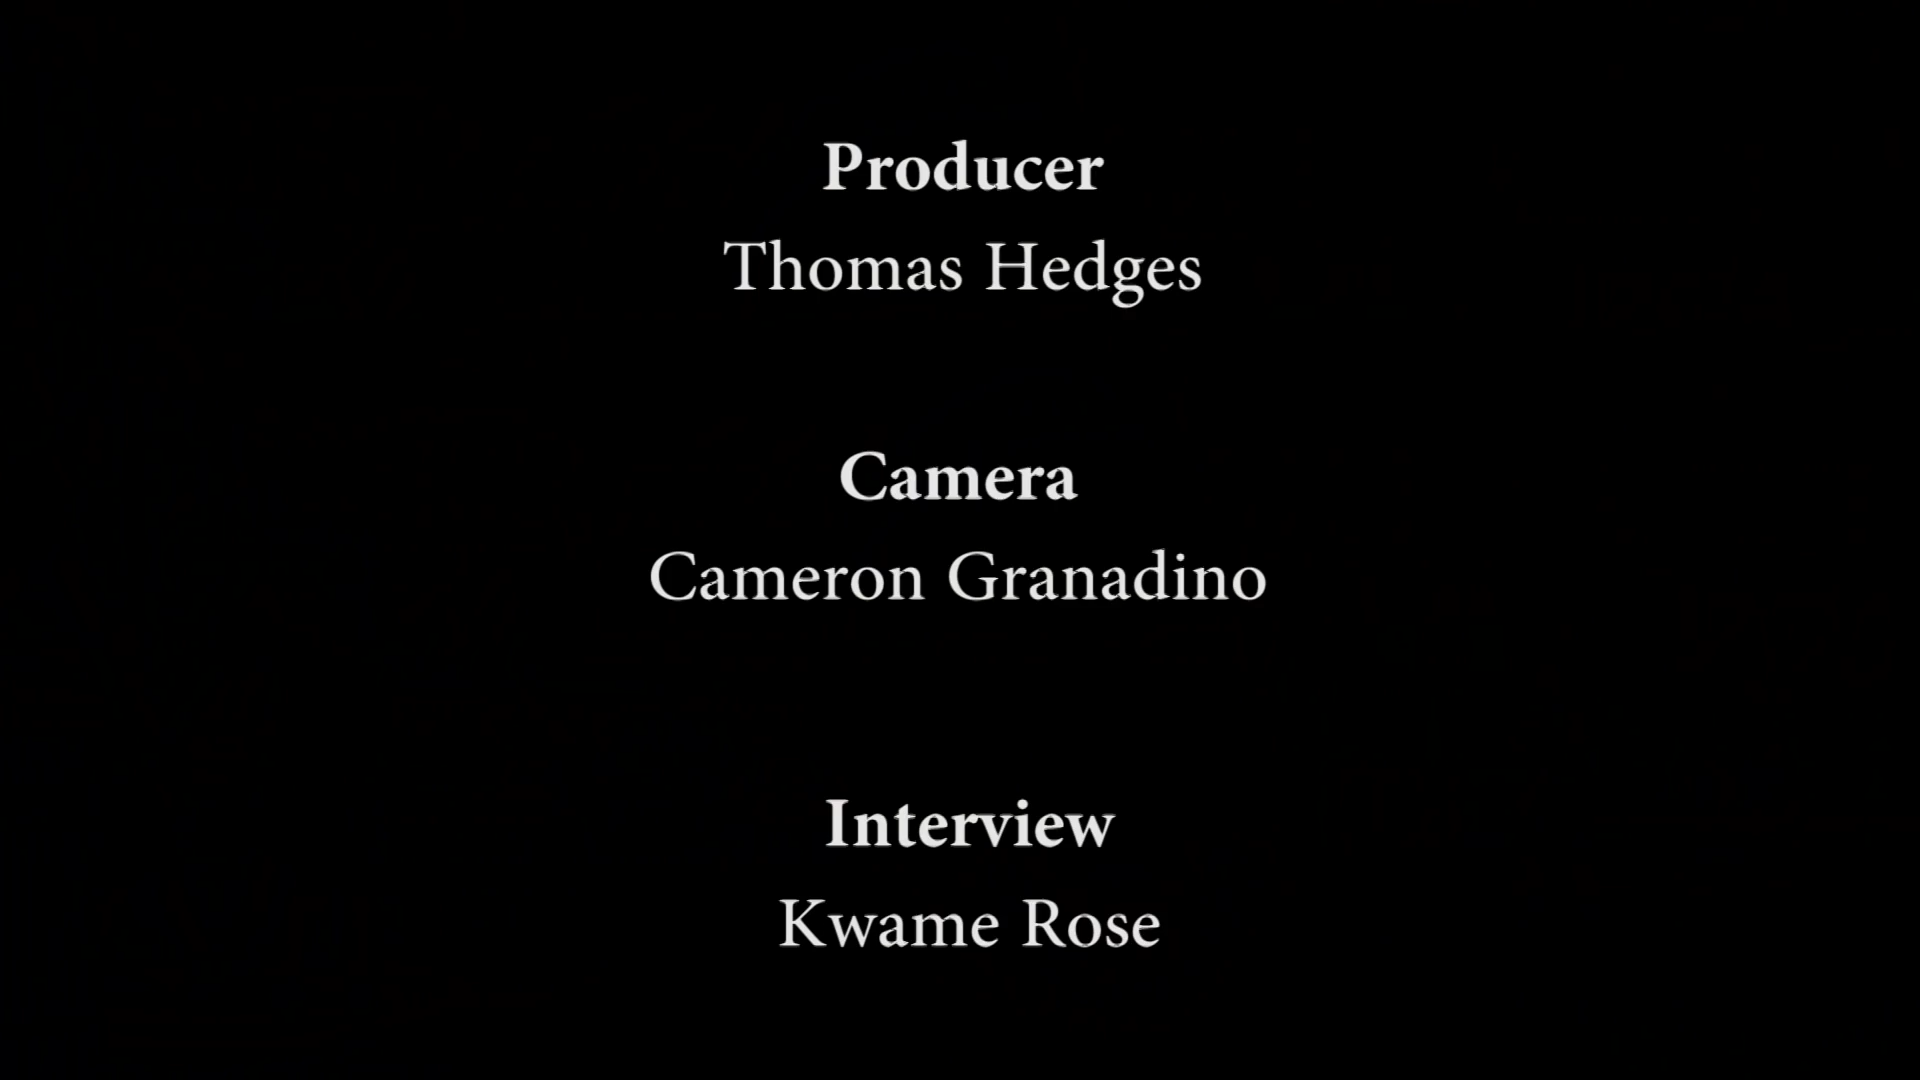 Producer
Thomas Hedges
Camera
Cameron Granadino
Interview
Kwame Rose